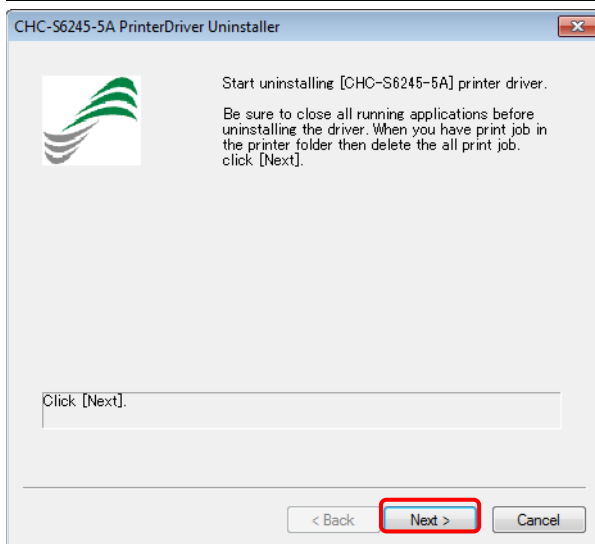 CHC-S6245-5A PrinterDriver Uninstaller
Start uninstalling [CHC-S6245-5A] printer driver.
Be sure to close all running applications before
uninstalling the driver. When you have print job in
the printer folder then delete the all print job.
click [Next].
Click [Next].
< Back
Next >
Cancel